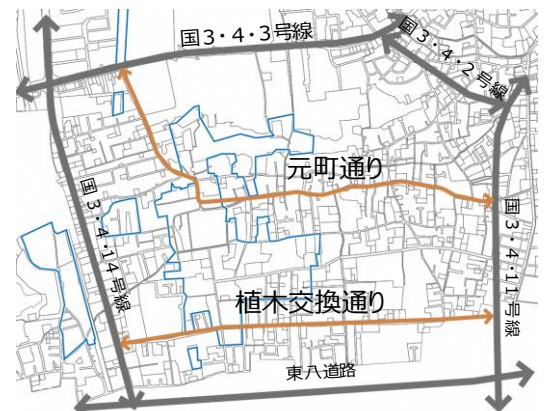 国3・4・3号線
国3・4・2号線
元町通り
国3・4・14号線
国3・4・11号線
植木交換通り
東八道路